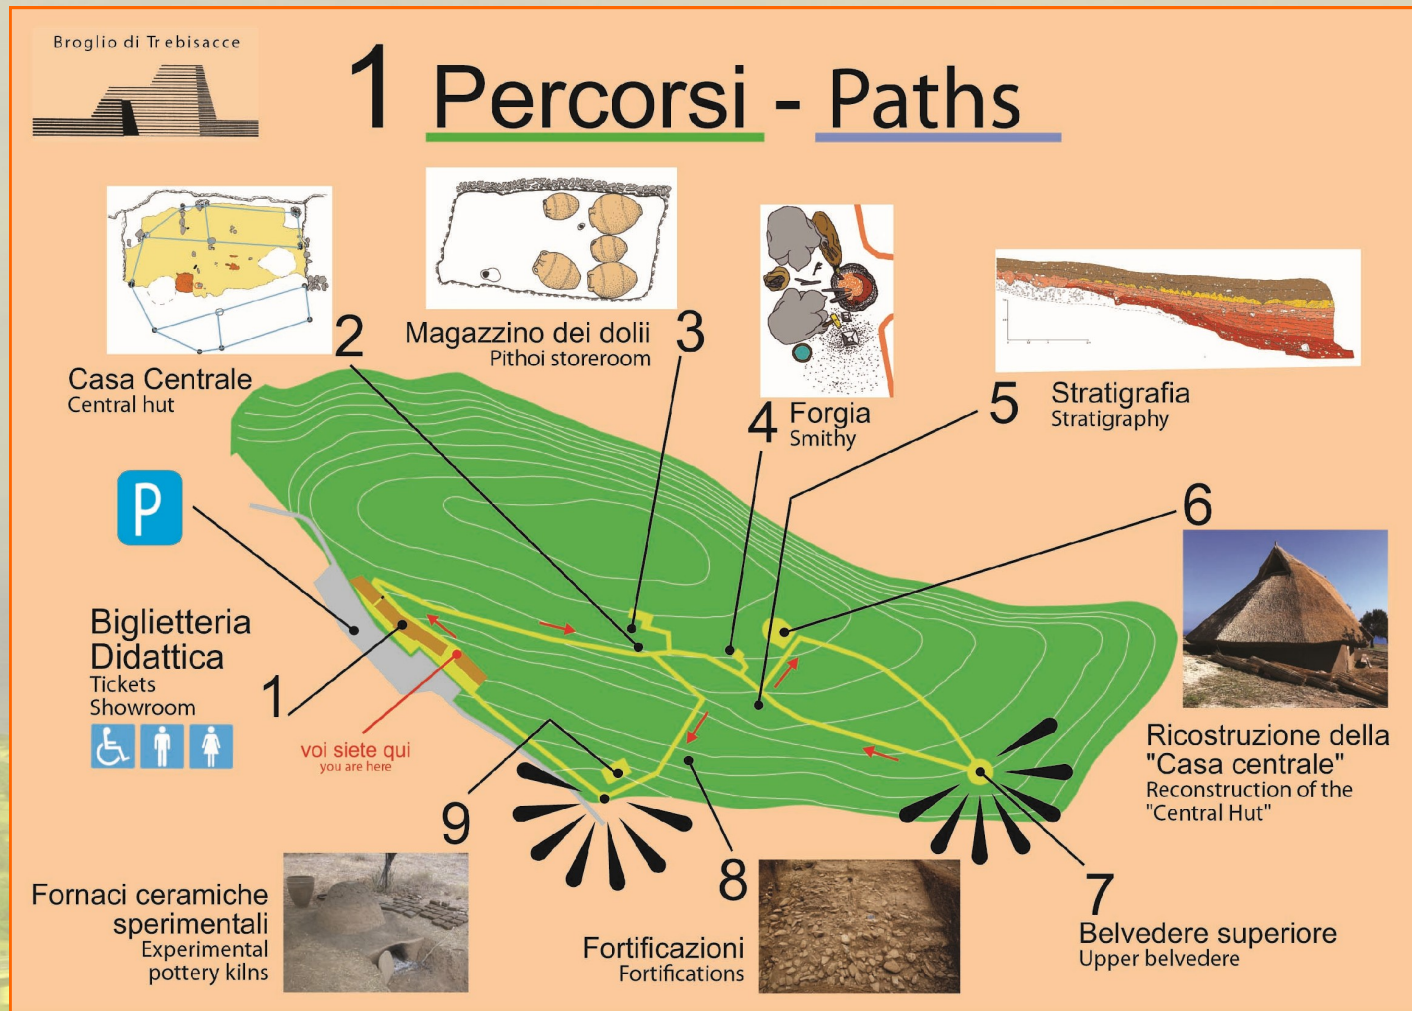 Broglio di Trebisacce
1 Percorsi - Paths
2
Casa Centrale
Central hut
Magazzino dei dolii
Pithoi storeroom
3
4
Forgia
Smithy
5
Stratigrafia
Stratigraphy
P
6
Ricostruzione della
"Casa centrale"
Reconstruction of the
"Central Hut"
Biglietteria
Didattica
Tickets
Showroom
1
voi siete qui
you are here
9
Fornaci ceramiche
sperimentali
Experimental
pottery kilns
8
Fortificazioni
Fortifications
7
Belvedere superiore
Upper belvedere